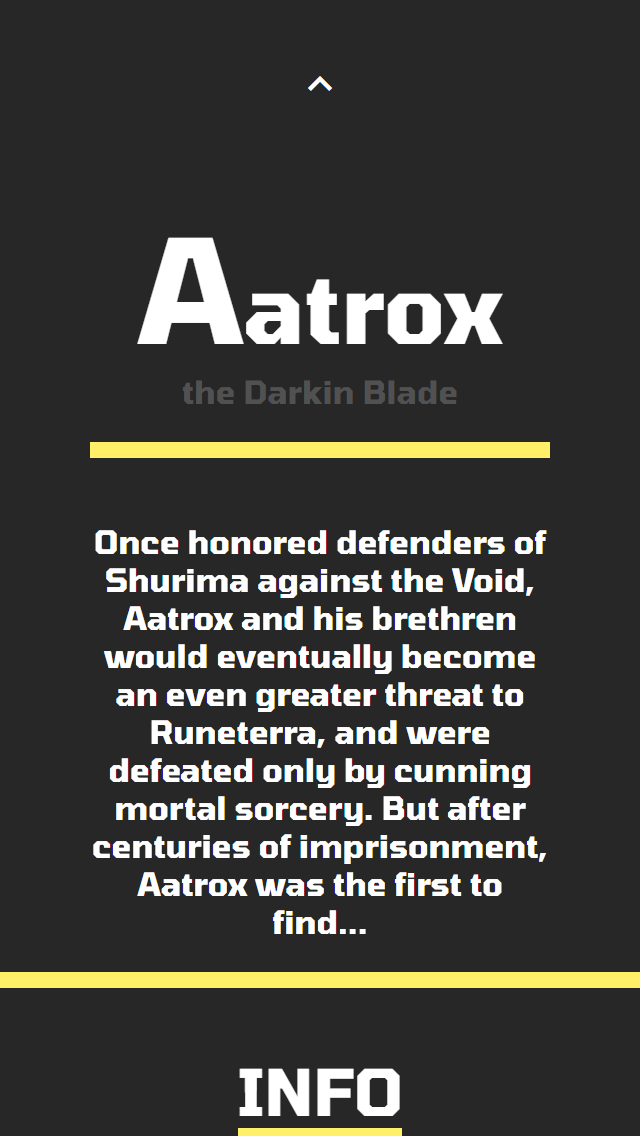 Aatrox
the Darkin Blade
Once honored defenders of
Shurima against the Void,
Aatrox and his brethren
would eventually become
an even greater threat to
Runeterra, and were
defeated only by cunning
mortal sorcery. But after
centuries of imprisonment,
Aatrox was the first to
find...
INFO